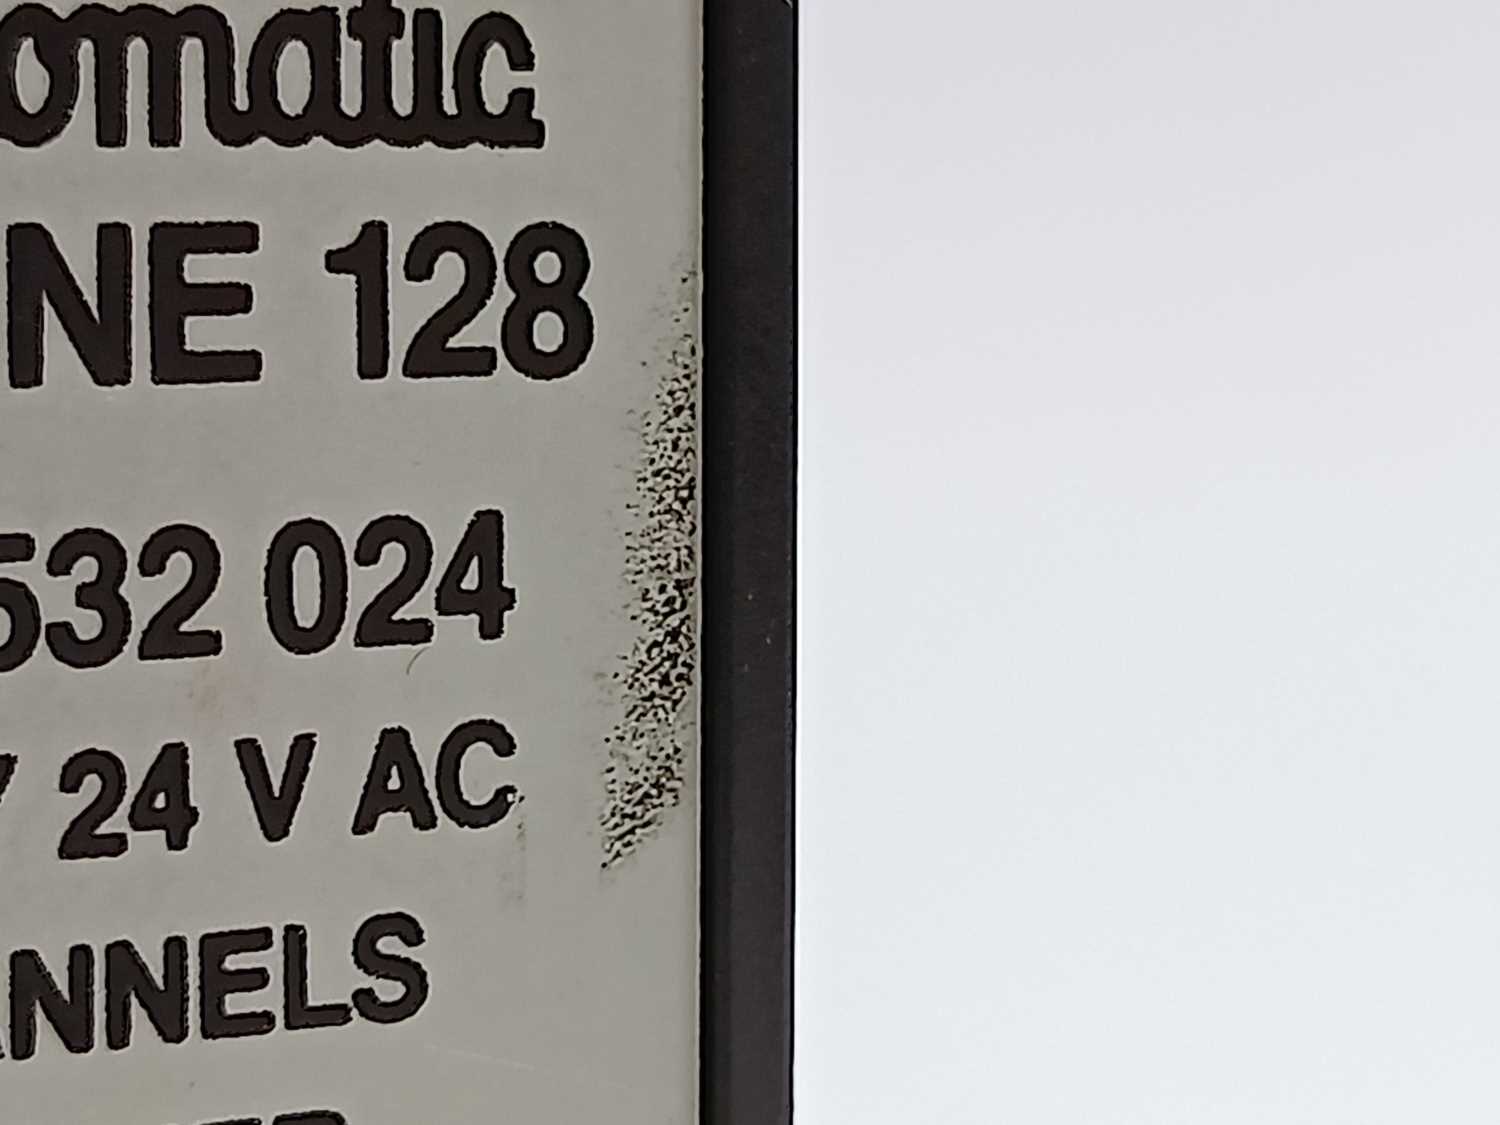 omatic
NE 128
532 024
24 V AC
ANNELS